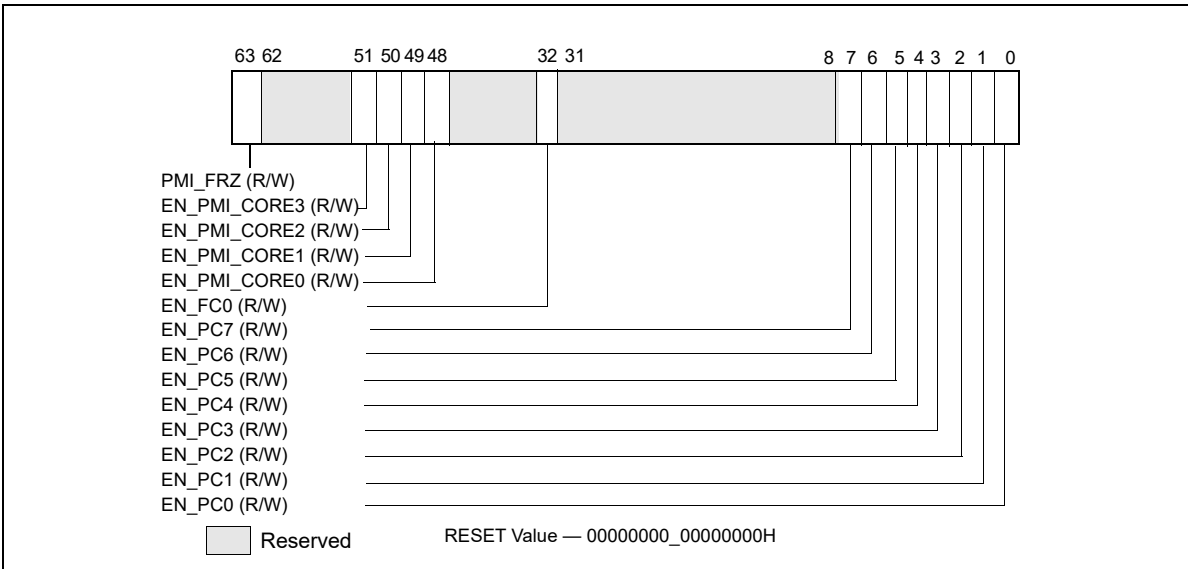 63 62 51 50 49 48 32 31 8 7 6 5 4 3 2 1 0
PMI_FRZ (R/W)
EN_PMI_CORE3 (R/W)
EN_PMI_CORE2 (R/W)
EN_PMI_CORE1 (R/W)
EN_PMI_CORE0 (R/W)
EN_FC0 (R/W)
EN_PC7 (R/W)
EN_PC6 (R/W)
EN_PC5 (R/W)
EN_PC4 (R/W)
EN_PC3 (R/W)
EN_PC2 (R/W)
EN_PC1 (R/W)
EN_PC0 (R/W)
Reserved RESET Value — 00000000_00000000H